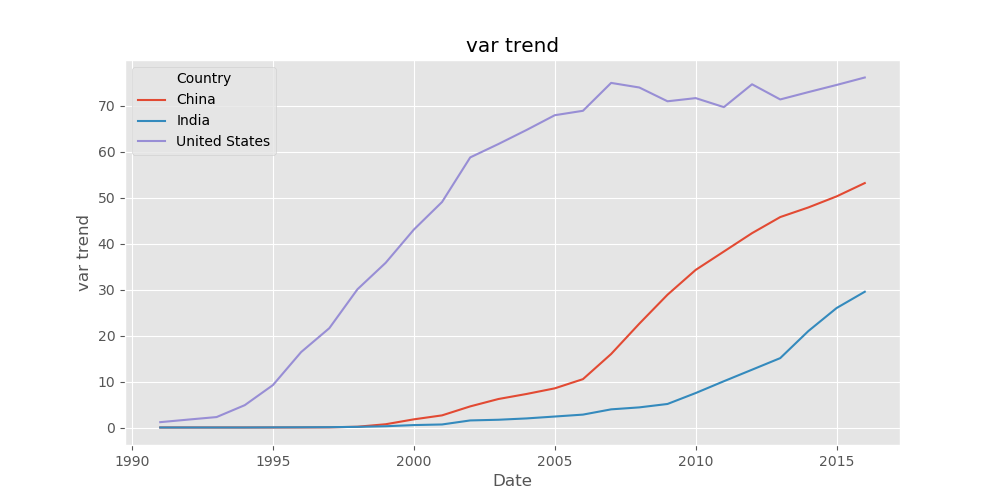 var trend
Country
China
India
United States
var trend
70
60
50
40
30
20
10
0
1990 1995 2000 2005 2010 2015
Date